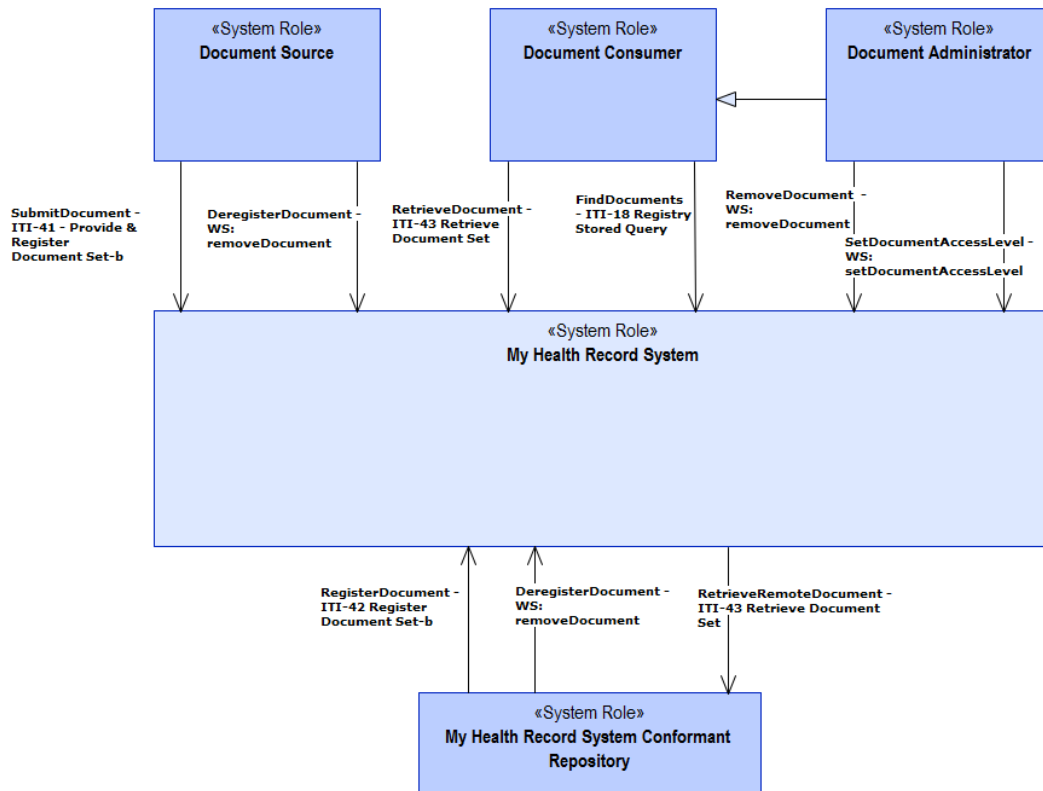 «System Role»
Document Source
«System Role»
Document Consumer
«System Role»
Document Administrator
SubmitDocument -
ITI-41 - Provide &
Register
Document Set-b
DeregisterDocument -
WS:
removeDocument
RetrieveDocument -
ITI-43 Retrieve
Document Set
FindDocuments
- ITI-18 Registry
Stored Query
RemoveDocument -
WS:
removeDocument
SetDocumentAccessLevel -
WS:
setDocumentAccessLevel
«System Role»
My Health Record System
RegisterDocument -
ITI-42 Register
Document Set-b
DeregisterDocument -
WS:
removeDocument
RetrieveRemoteDocument -
ITI-43 Retrieve Document
Set
«System Role»
My Health Record System Conformant
Repository